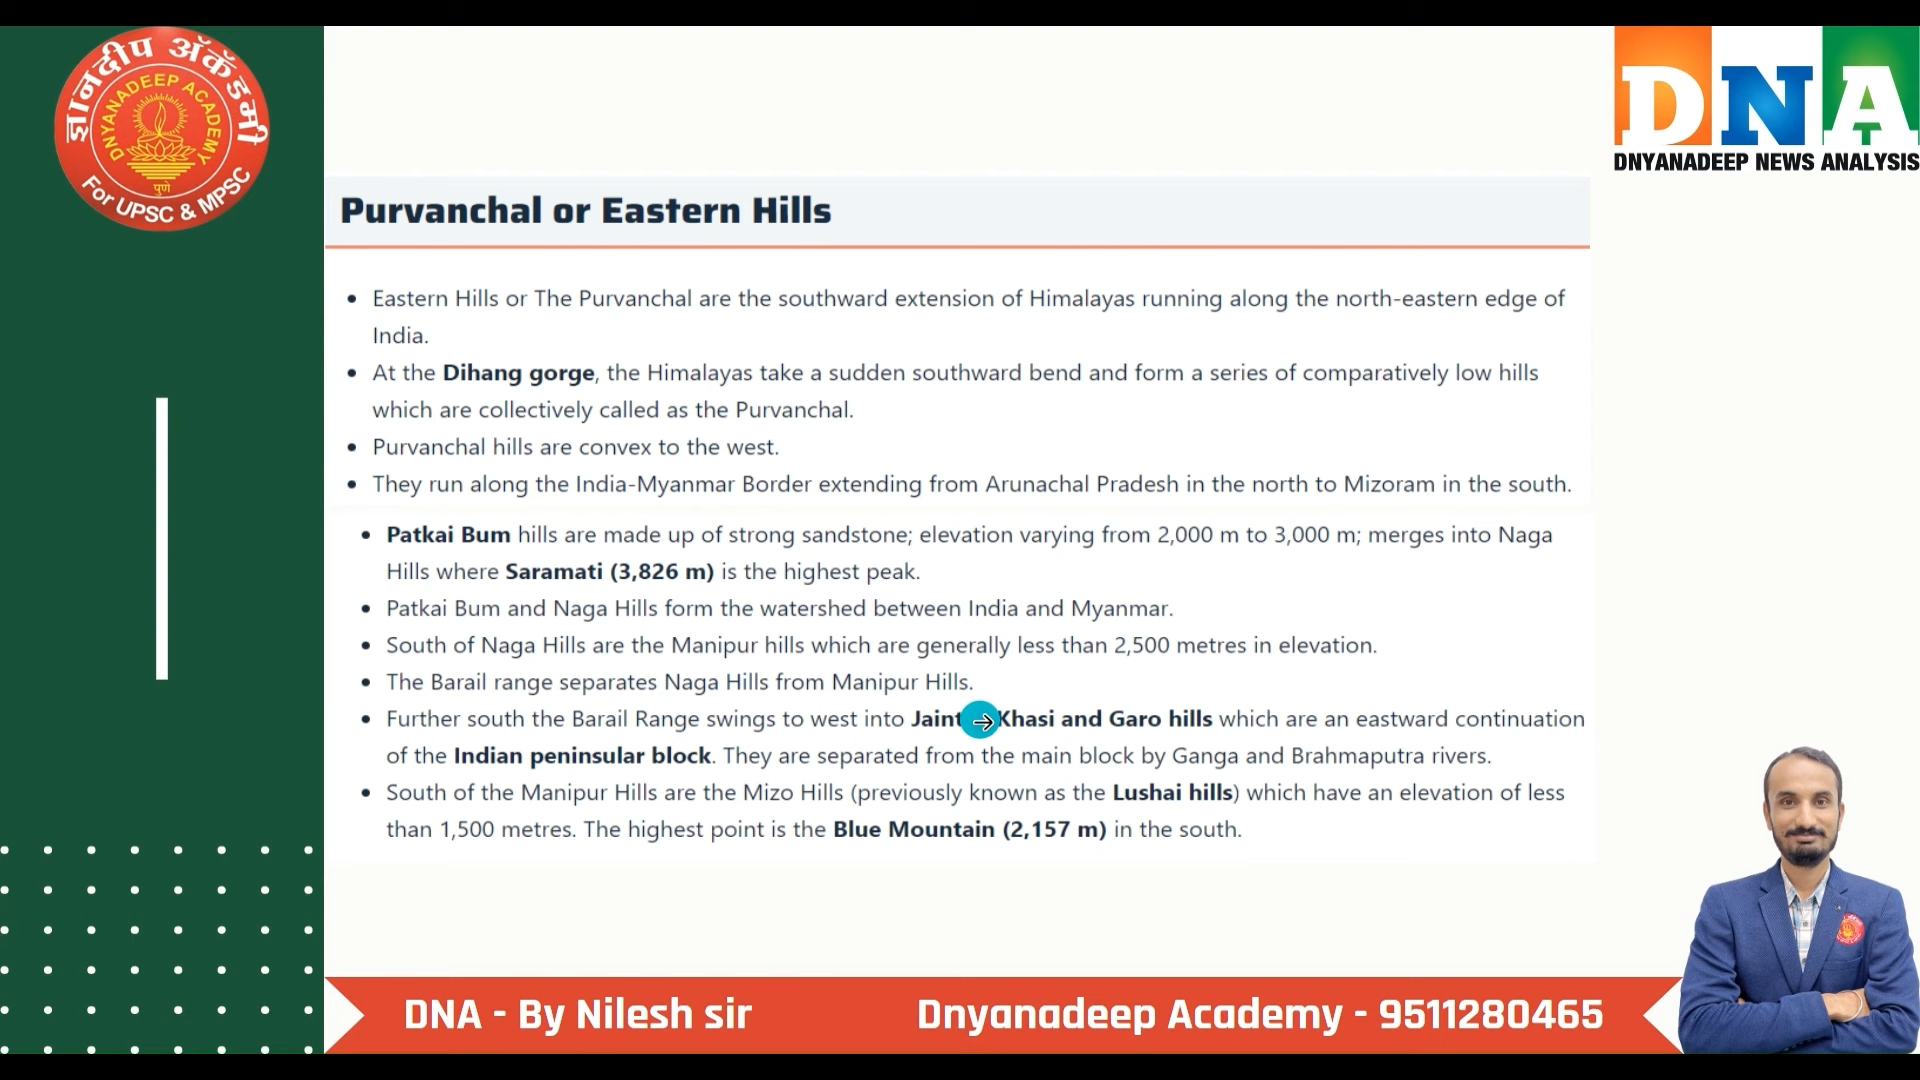 ज्ञानदीप अ‍ॅकॅडमी
DNYANADEEP ACADEMY
पुणे
For UPSC & MPSC
DNA
DNYANADEEP NEWS ANALYSIS
Purvanchal or Eastern Hills
• Eastern Hills or The Purvanchal are the southward extension of Himalayas running along the north-eastern edge of
India.
• At the Dihang gorge, the Himalayas take a sudden southward bend and form a series of comparatively low hills
which are collectively called as the Purvanchal.
• Purvanchal hills are convex to the west.
• They run along the India-Myanmar Border extending from Arunachal Pradesh in the north to Mizoram in the south.
• Patkai Bum hills are made up of strong sandstone; elevation varying from 2,000 m to 3,000 m; merges into Naga
Hills where Saramati (3,826 m) is the highest peak.
• Patkai Bum and Naga Hills form the watershed between India and Myanmar.
• South of Naga Hills are the Manipur hills which are generally less than 2,500 metres in elevation.
• The Barail range separates Naga Hills from Manipur Hills.
• Further south the Barail Range swings to west into Khasi and Garo hills which are an eastward continuation
of the Indian peninsular block. They are separated from the main block by Ganga and Brahmaputra rivers.
• South of the Manipur Hills are the Mizo Hills (previously known as the Lushai hills) which have an elevation of less
than 1,500 metres. The highest point is the Blue Mountain (2,157 m) in the south.
DNA - By Nilesh sir
Dnyanadeep Academy - 9511280465